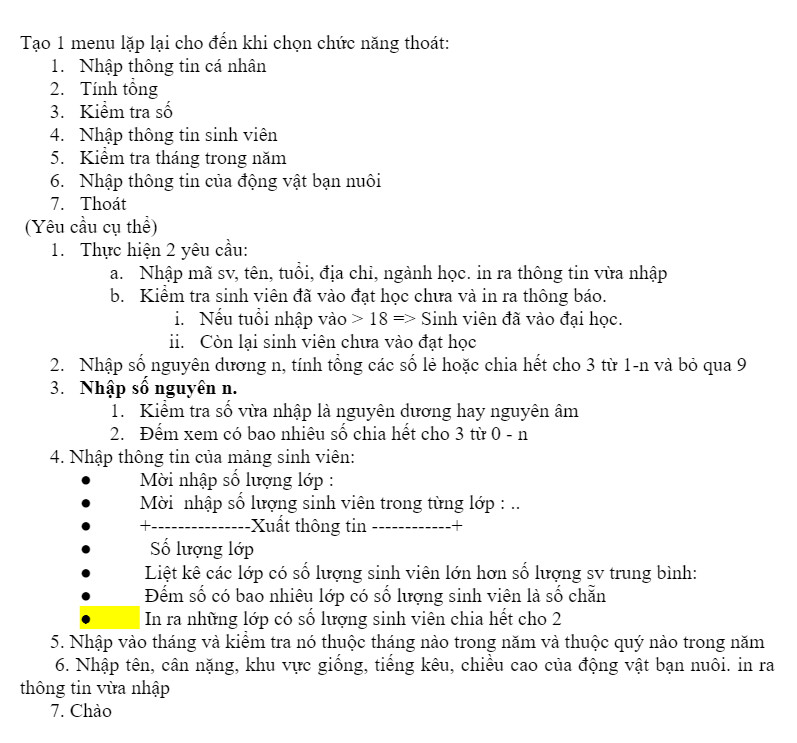 Tạo 1 menu lặp lại cho đến khi chọn chức năng thoát:
1. Nhập thông tin cá nhân
2. Tính tổng
3. Kiểm tra số
4. Nhập thông tin sinh viên
5. Kiểm tra tháng trong năm
6. Nhập thông tin của động vật bạn nuôi
7. Thoát
(Yêu cầu cụ thể)
1. Thực hiện 2 yêu cầu:
a. Nhập mã sv, tên, tuổi, địa chỉ, ngành học. in ra thông tin vừa nhập
b. Kiểm tra sinh viên đã vào đạt học chưa và in ra thông báo.
i. Nếu tuổi nhập vào > 18 => Sinh viên đã vào đại học.
ii. Còn lại sinh viên chưa vào đạt học
2. Nhập số nguyên dương n, tính tổng các số lẻ hoặc chia hết cho 3 từ 1-n và bỏ qua 9
3. Nhập số nguyên n.
1. Kiểm tra số vừa nhập là nguyên dương hay nguyên âm
2. Đếm xem có bao nhiêu số chia hết cho 3 từ 0 - n
4. Nhập thông tin của mảng sinh viên:
● Mời nhập số lượng lớp :
● Mời nhập số lượng sinh viên trong từng lớp : ..
● +---------------Xuất thông tin ------------+
● Số lượng lớp
● Liệt kê các lớp có số lượng sinh viên lớn hơn số lượng sv trung bình:
● Đếm số có bao nhiêu lớp có số lượng sinh viên là số chẵn
● In ra những lớp có số lượng sinh viên chia hết cho 2
5. Nhập vào tháng và kiểm tra nó thuộc tháng nào trong năm và thuộc quý nào trong năm
6. Nhập tên, cân nặng, khu vực giống, tiếng kêu, chiều cao của động vật bạn nuôi. in ra
thông tin vừa nhập
7. Chào